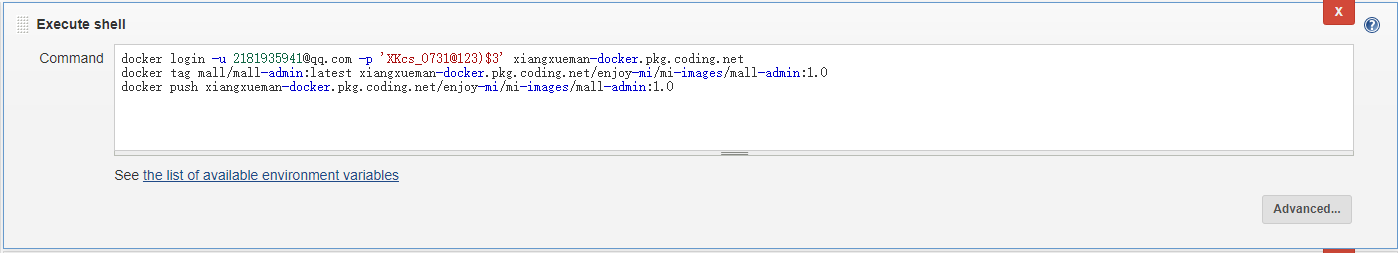 X
Execute shell
Command
docker login -u 2181935941@qq.com -p 'XKcs_0731@123)$3' xiangxueman-docker.pkg.coding.net
docker tag mall/mall-admin:latest xiangxueman-docker.pkg.coding.net/enjoy-mi/mi-images/mall-admin:1.0
docker push xiangxueman-docker.pkg.coding.net/enjoy-mi/mi-images/mall-admin:1.0
See the list of available environment variables
Advanced...